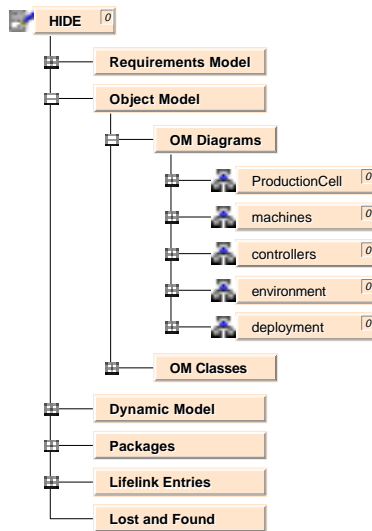 HIDE 0
Requirements Model
Object Model
OM Diagrams
ProductionCell 0
machines 0
controllers 0
environment 0
deployment 0
OM Classes
Dynamic Model
Packages
Lifelink Entries
Lost and Found